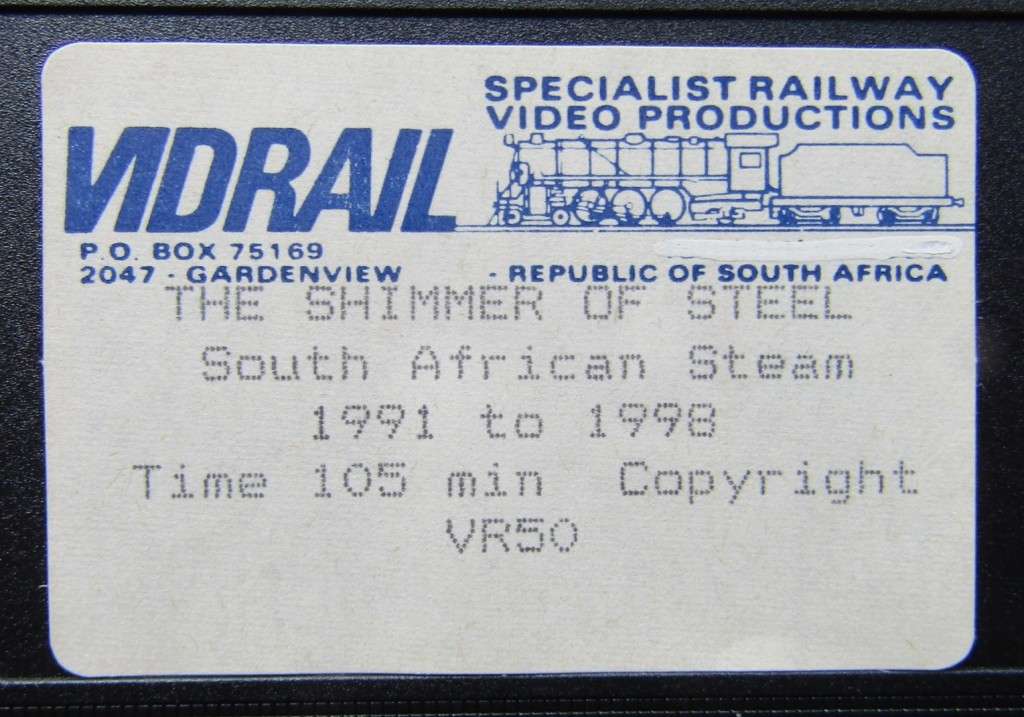 SPECIALIST RAILWAY
VIDEO PRODUCTIONS
VIDRAIL
P.O. BOX 75169
2047 - GARDENVIEW - REPUBLIC OF SOUTH AFRICA
THE SHIMMER OF STEEL
South African Steam
1991 to 1998
Time 105 min Copyright
VR50